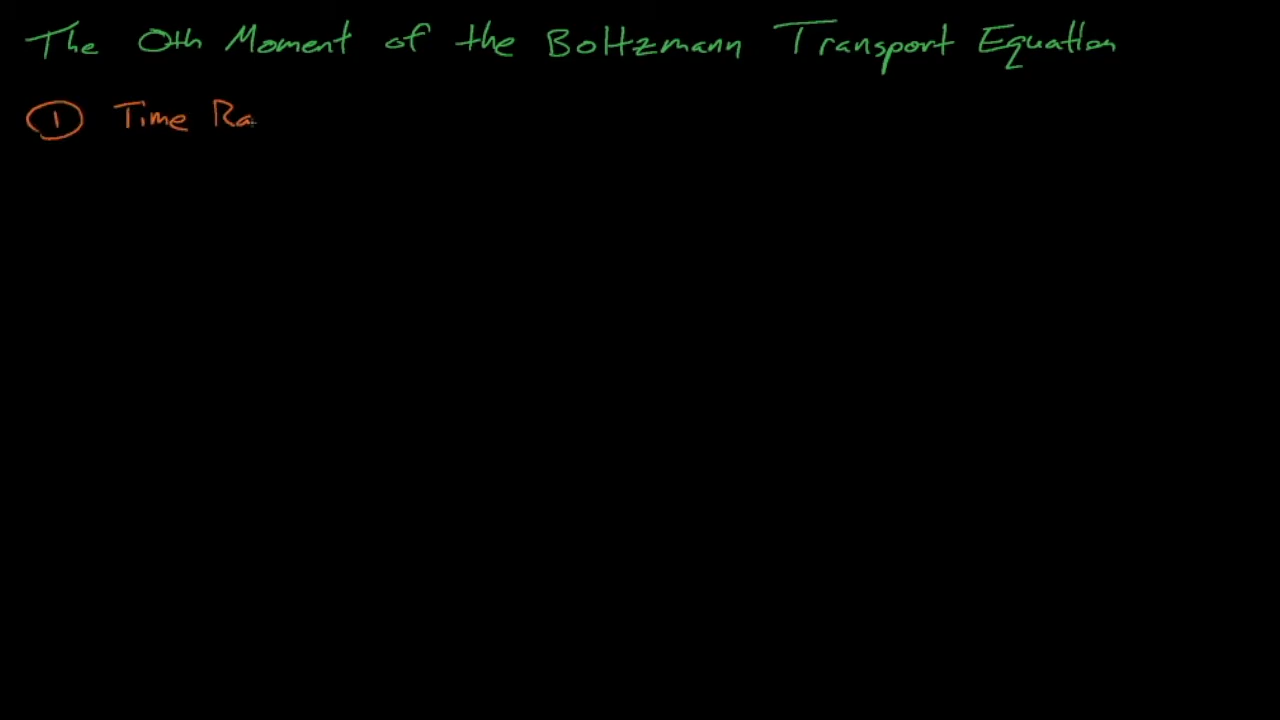 The 0th Moment of the Boltzmann Transport Equation
① Time Ra